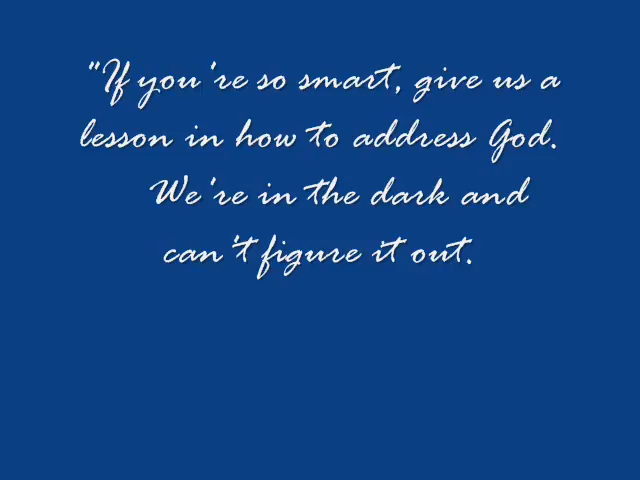 "If you're so smart, give us a
lesson in how to address God.
We're in the dark and
can't figure it out.